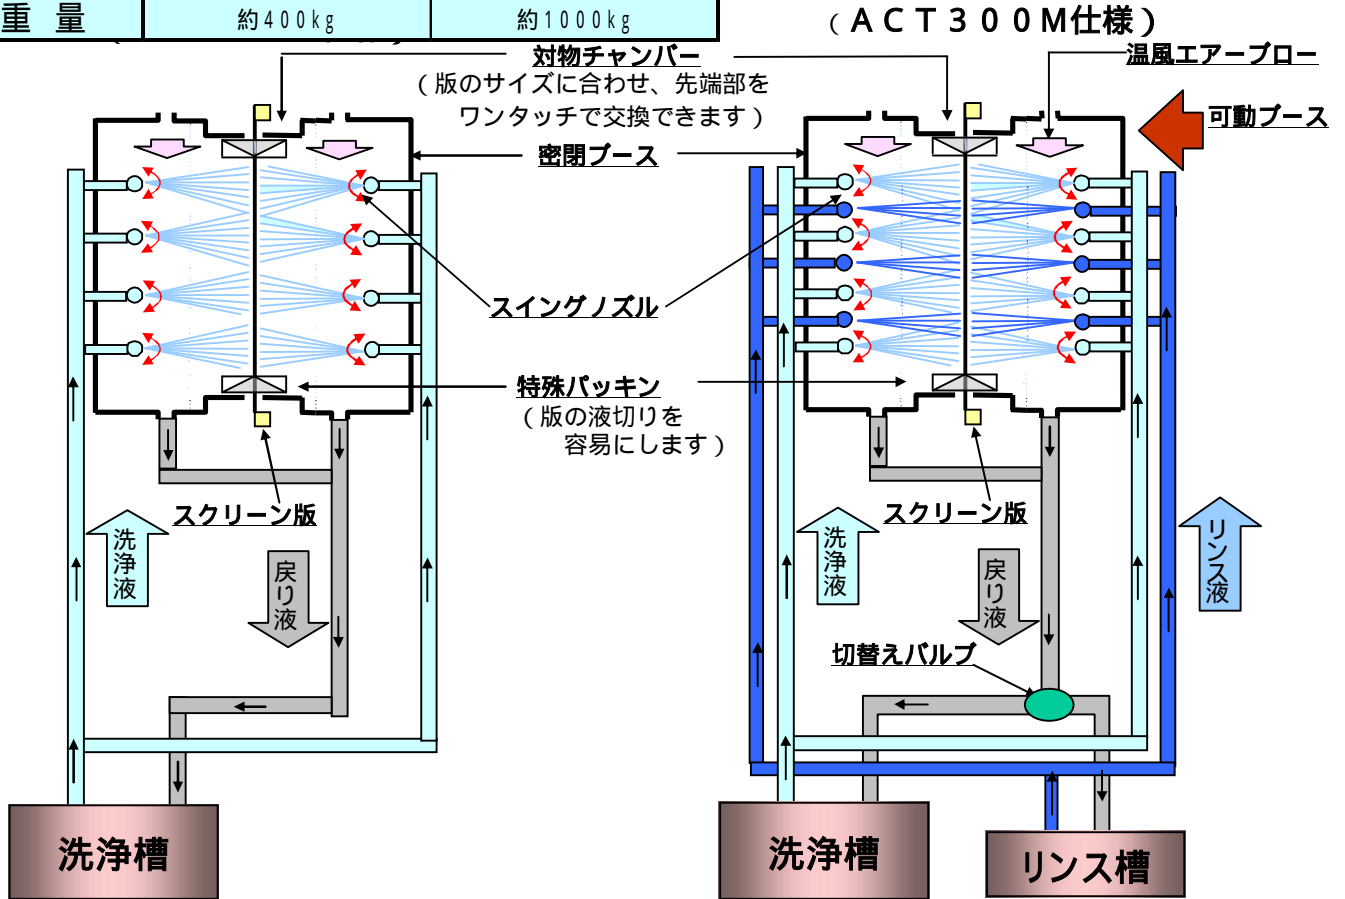 重 量 約400kg 約1000kg
（ＡＣＴ３００Ｍ仕様）
対物チャンバー
（版のサイズに合わせ、先端部を
ワンタッチで交換できます）
温風エアーブロー
可動ブース
密閉ブース
スイングノズル
特殊パッキン
（版の液切りを
容易にします）
スクリーン版
スクリーン版
洗浄液
戻り液
洗浄液
戻り液
リンス液
切替えバルブ
洗浄槽
洗浄槽
リンス槽